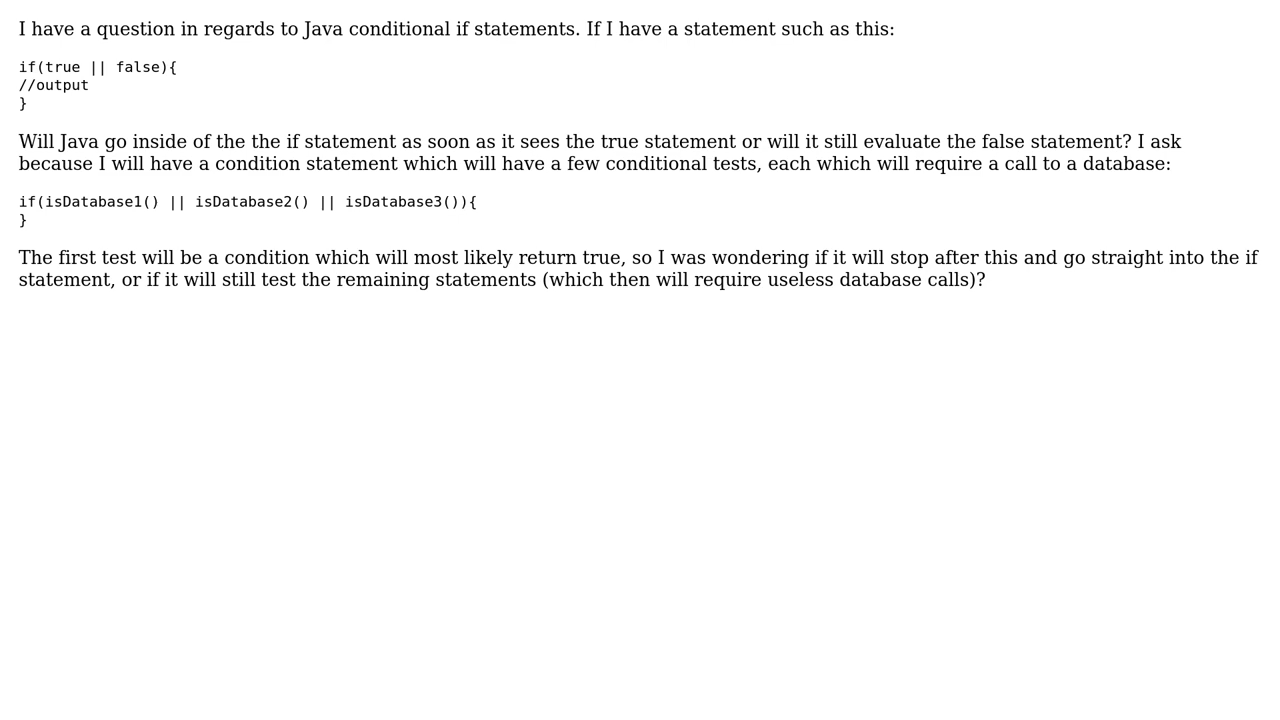 I have a question in regards to Java conditional if statements. If I have a statement such as this:
if(true || false){
//output
}
Will Java go inside of the the if statement as soon as it sees the true statement or will it still evaluate the false statement? I ask
because I will have a condition statement which will have a few conditional tests, each which will require a call to a database:
if(isDatabase1() || isDatabase2() || isDatabase3()){
}
The first test will be a condition which will most likely return true, so I was wondering if it will stop after this and go straight into the if
statement, or if it will still test the remaining statements (which then will require useless database calls)?